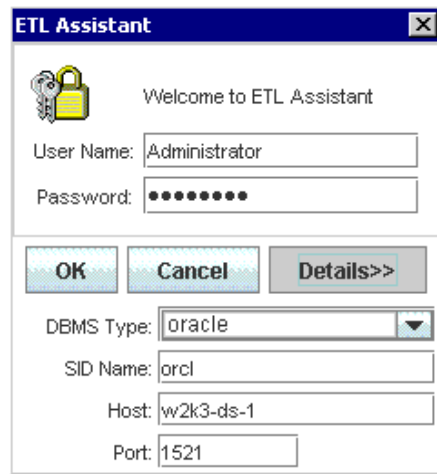 ETL Assistant
Welcome to ETL Assistant
User Name: Administrator
Password: ••••••••
OK Cancel Details>>
DBMS Type: oracle
SID Name: orcl
Host: w2k3-ds-1
Port: 1521